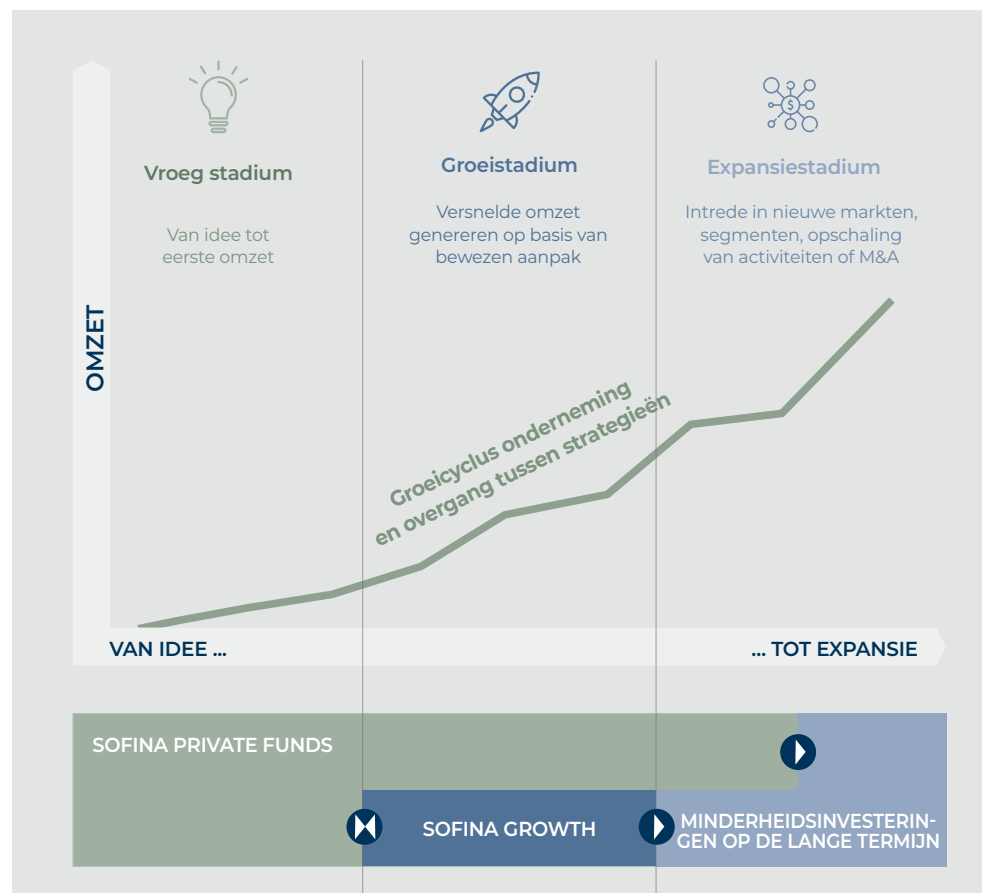 Vroeg stadium
Van idee tot
eerste omzet
Groeistadium
Versnelde omzet
genereren op basis van
bewezen aanpak
$
Expansiestadium
Intrede in nieuwe markten,
segmenten, opschaling
van activiteiten of M&A
OMZET
Groeicyclus onderneming
en overgang tussen strategieën
VAN IDEE ...
... TOT EXPANSIE
SOFINA PRIVATE FUNDS
SOFINA GROWTH
MINDERHEIDSINVESTERIN-
GEN OP DE LANGE TERMIJN